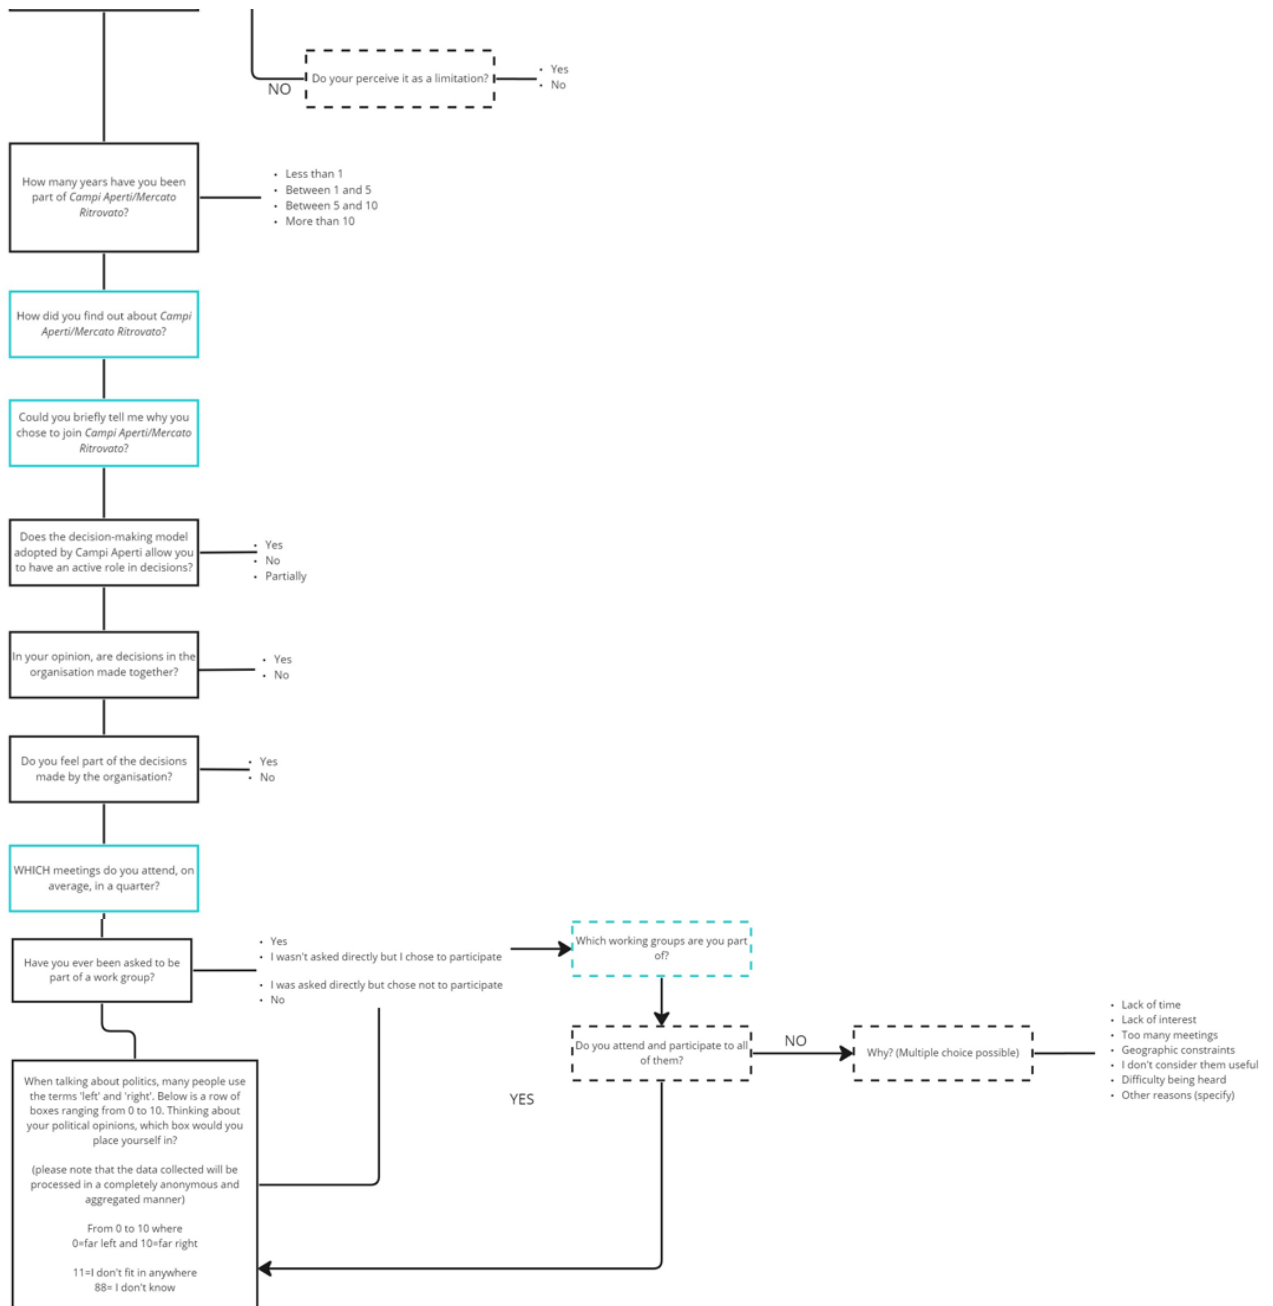 Do your perceive it as a limitation?
• Yes
• No
NO
How many years have you been
part of Campi Aperti/Mercato
Ritrovato?
• Less than 1
• Between 1 and 5
• Between 5 and 10
• More than 10
How did you find out about Campi
Aperti/Mercato Ritrovato?
Could you briefly tell me why you
chose to join Campi Aperti/Mercato
Ritrovato?
Does the decision-making model
adopted by Campi Aperti allow you
to have an active role in decisions?
• Yes
• No
• Partially
In your opinion, are decisions in the
organisation made together?
• Yes
• No
Do you feel part of the decisions
made by the organisation?
• Yes
• No
WHICH meetings do you attend, on
average, in a quarter?
Have you ever been asked to be
part of a work group?
• Yes
• I wasn't asked directly but I chose to participate
• I was asked directly but chose not to participate
• No
Which working groups are you part
of?
Do you attend and participate to all
of them?
NO
Why? (Multiple choice possible)
• Lack of time
• Lack of interest
• Too many meetings
• Geographic constraints
• I don't consider them useful
• Difficulty being heard
• Other reasons (specify)
YES
When talking about politics, many people use
the terms 'left' and 'right'. Below is a row of
boxes ranging from 0 to 10. Thinking about
your political opinions, which box would you
place yourself in?
(please note that the data collected will be
processed in a completely anonymous and
aggregated manner)
From 0 to 10 where
0=far left and 10=far right
11=I don't fit in anywhere
88= I don't know